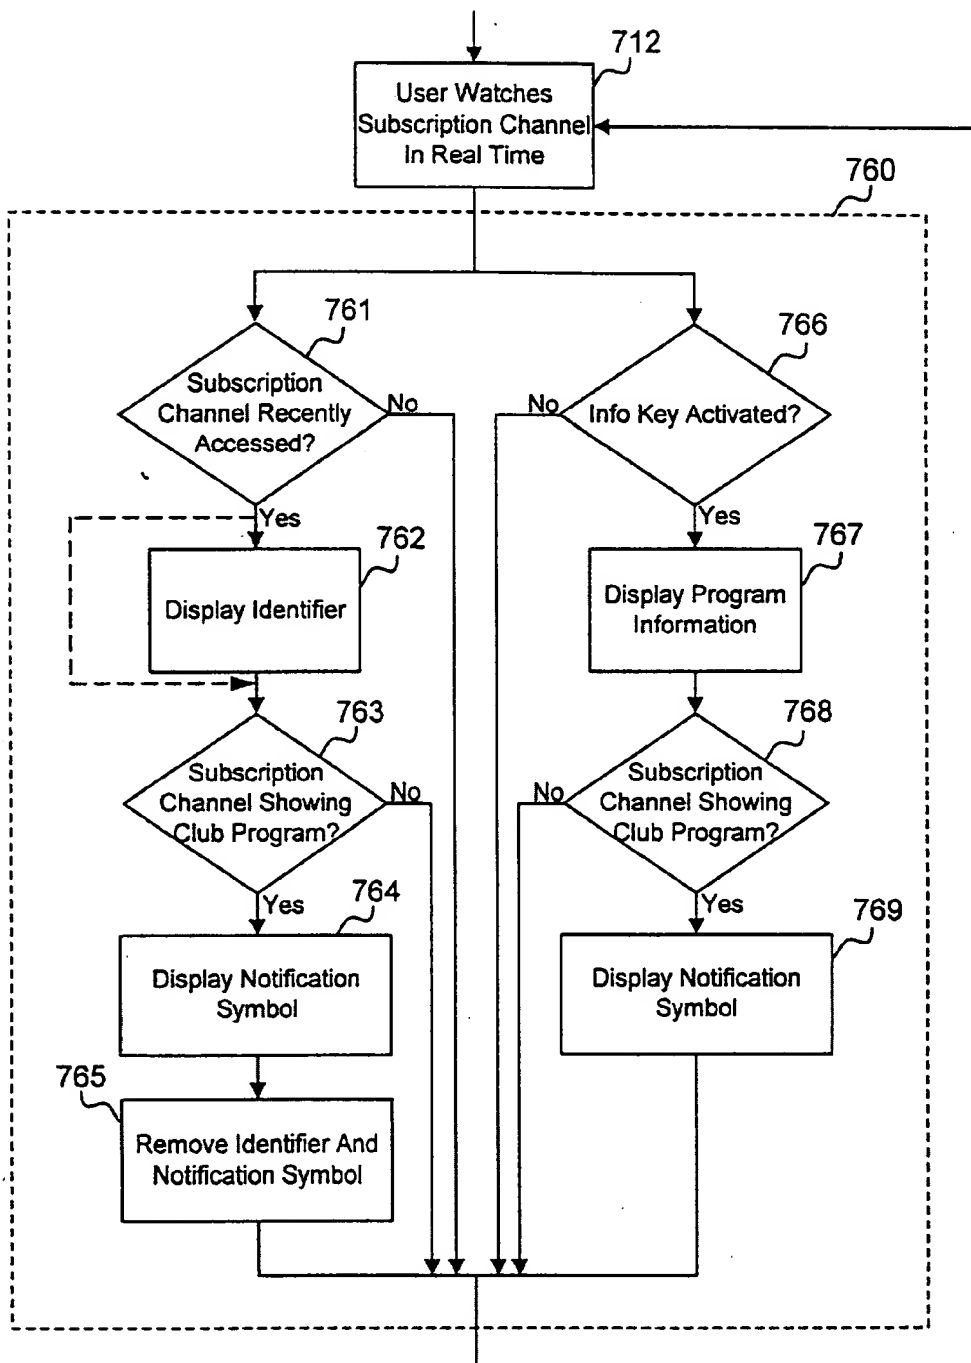 712
User Watches
Subscription Channel
In Real Time
760
761
Subscription
Channel Recently
Accessed?
No
Yes
766
Info Key Activated?
No
Yes
762
Display Identifier
767
Display Program
Information
763
Subscription
Channel Showing
Club Program?
No
Yes
768
Subscription
Channel Showing
Club Program?
No
Yes
764
Display Notification
Symbol
769
Display Notification
Symbol
765
Remove Identifier And
Notification Symbol